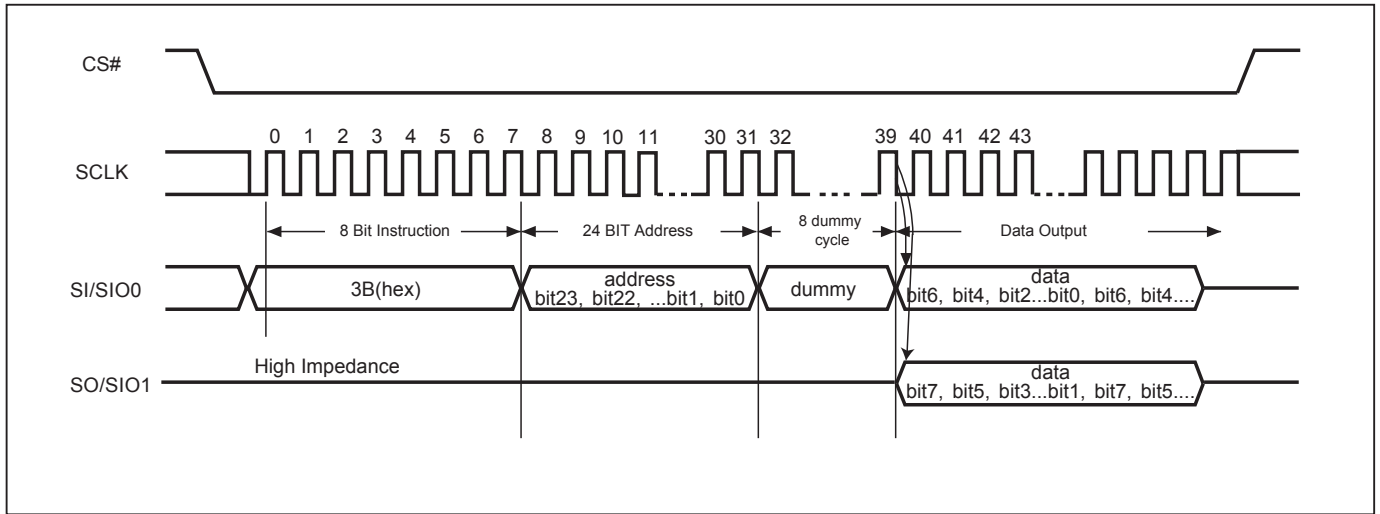 CS#
0 1 2 3 4 5 6 7 8 9 10 11 30 31 32 39 40 41 42 43
SCLK
8 Bit Instruction
24 BIT Address
8 dummy
cycle
Data Output
SI/SIO0
3B(hex)
address
bit23, bit22, ...bit1, bit0
dummy
data
bit6, bit4, bit2...bit0, bit6, bit4....
High Impedance
SO/SIO1
data
bit7, bit5, bit3...bit1, bit7, bit5....